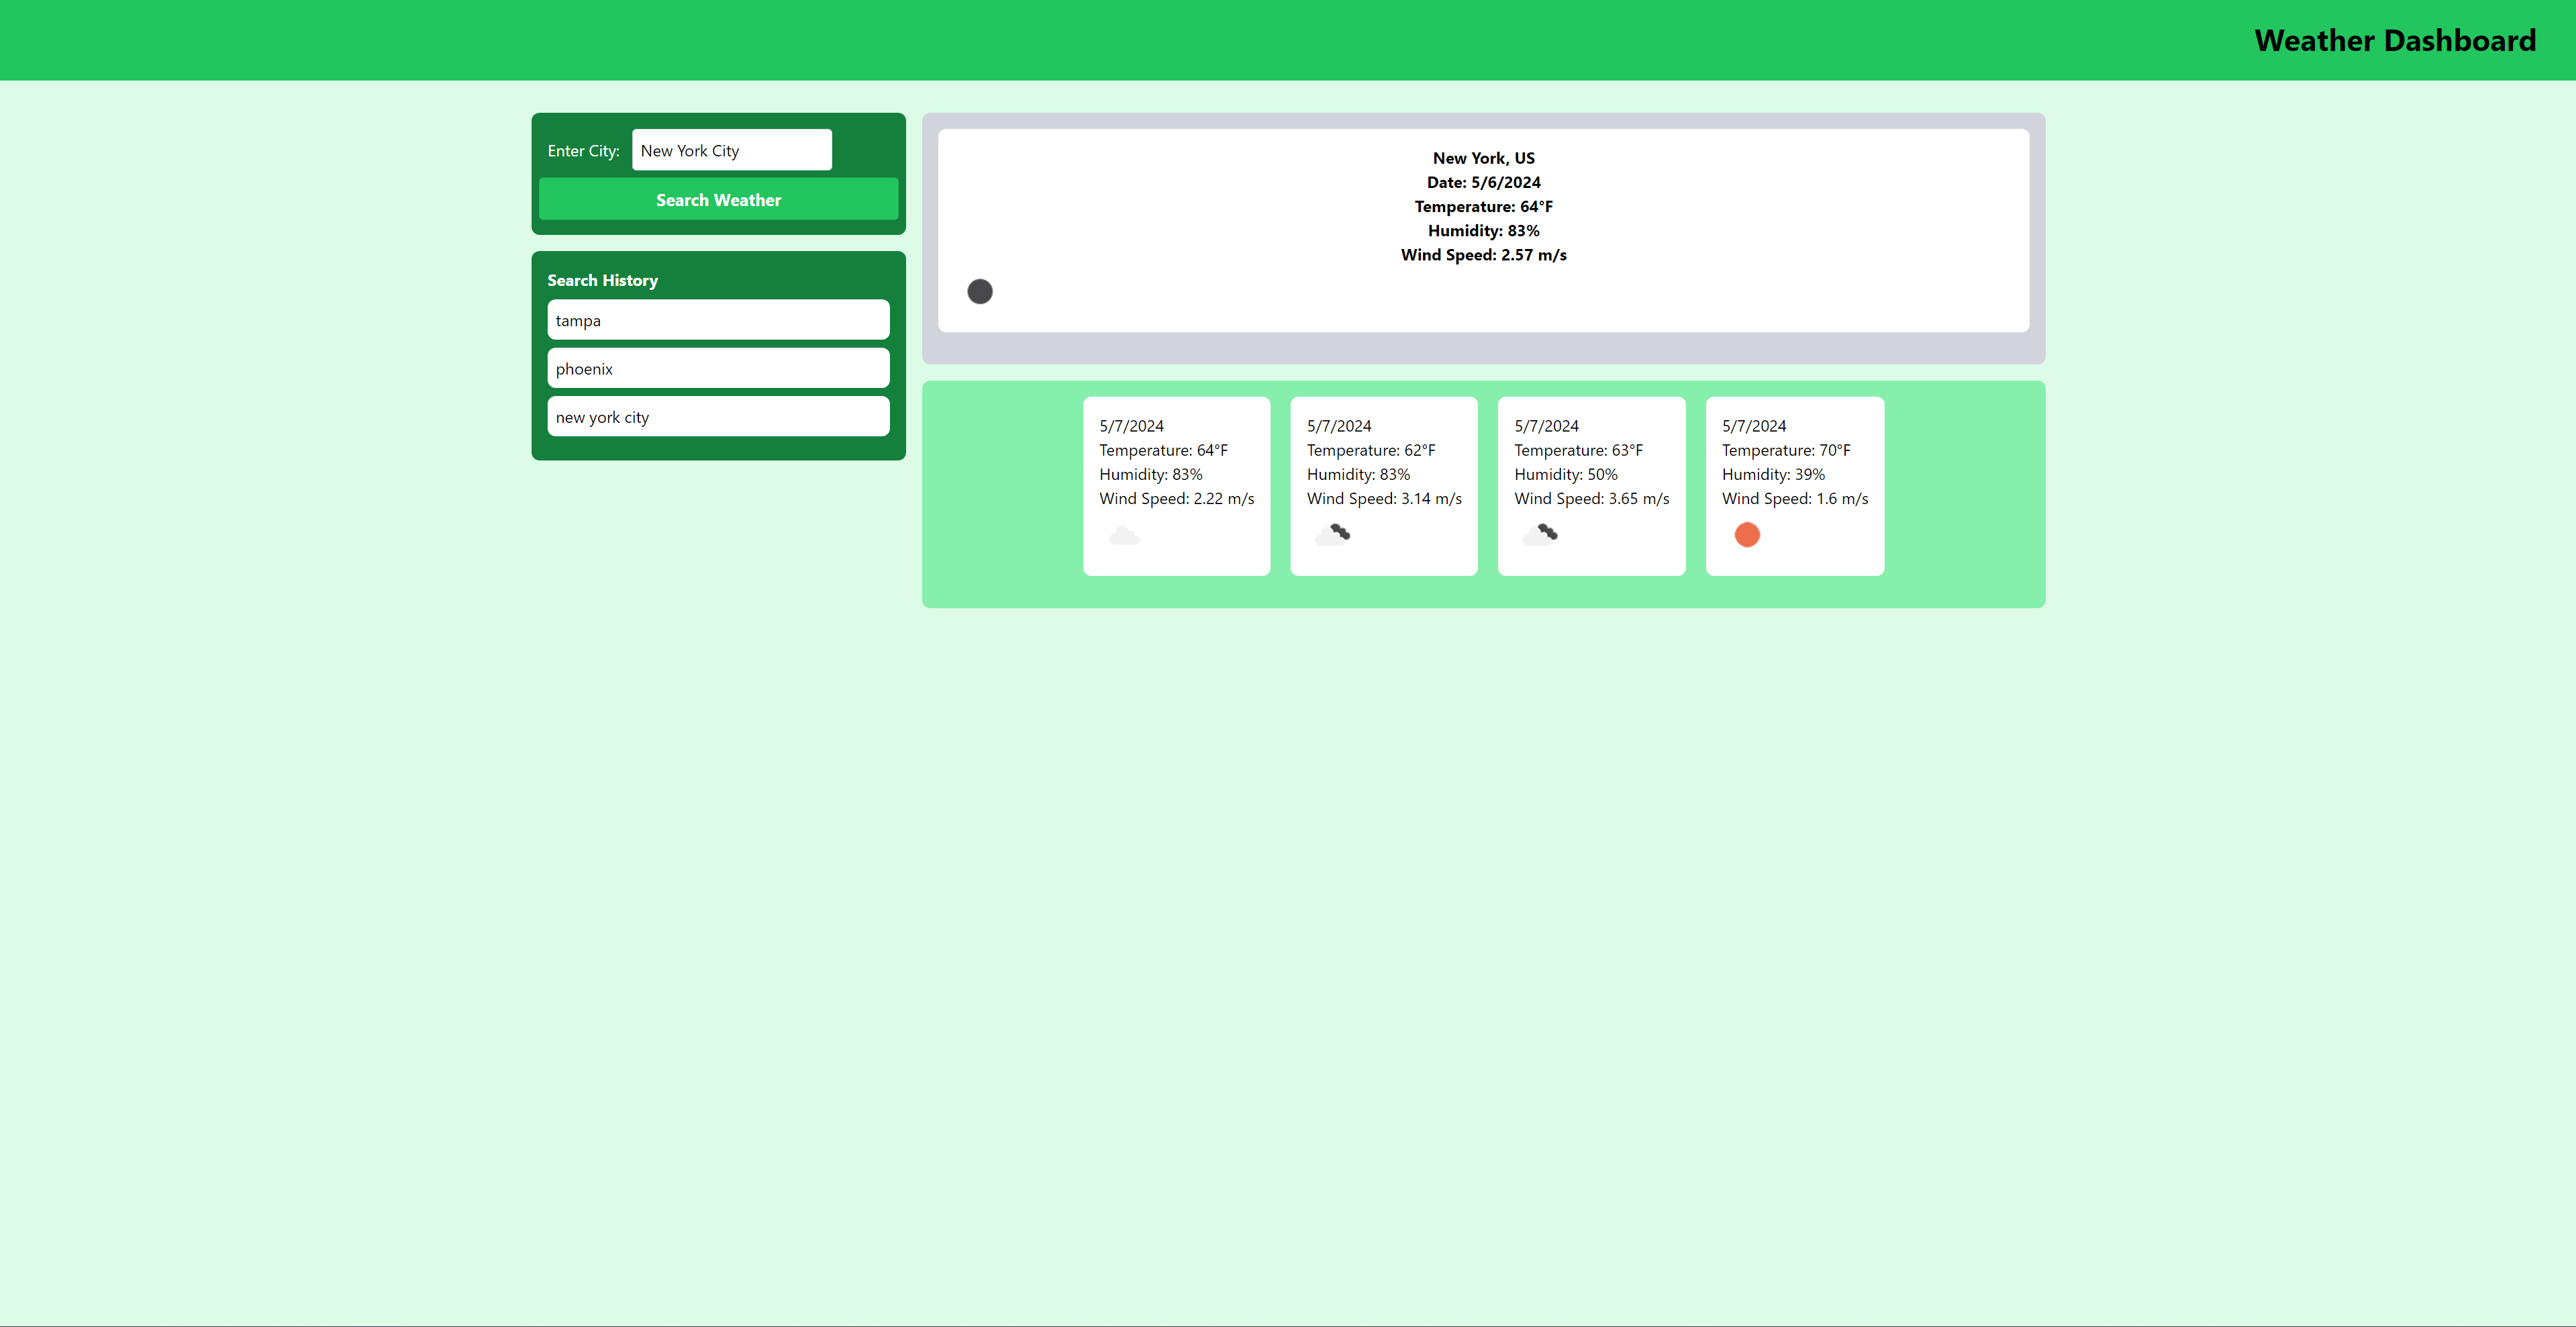 Weather Dashboard
Enter City: New York City
Search Weather
Search History
tampa
phoenix
new york city
New York, US
Date: 5/6/2024
Temperature: 64°F
Humidity: 83%
Wind Speed: 2.57 m/s
5/7/2024
Temperature: 64°F
Humidity: 83%
Wind Speed: 2.22 m/s
5/7/2024
Temperature: 62°F
Humidity: 83%
Wind Speed: 3.14 m/s
5/7/2024
Temperature: 63°F
Humidity: 50%
Wind Speed: 3.65 m/s
5/7/2024
Temperature: 70°F
Humidity: 39%
Wind Speed: 1.6 m/s